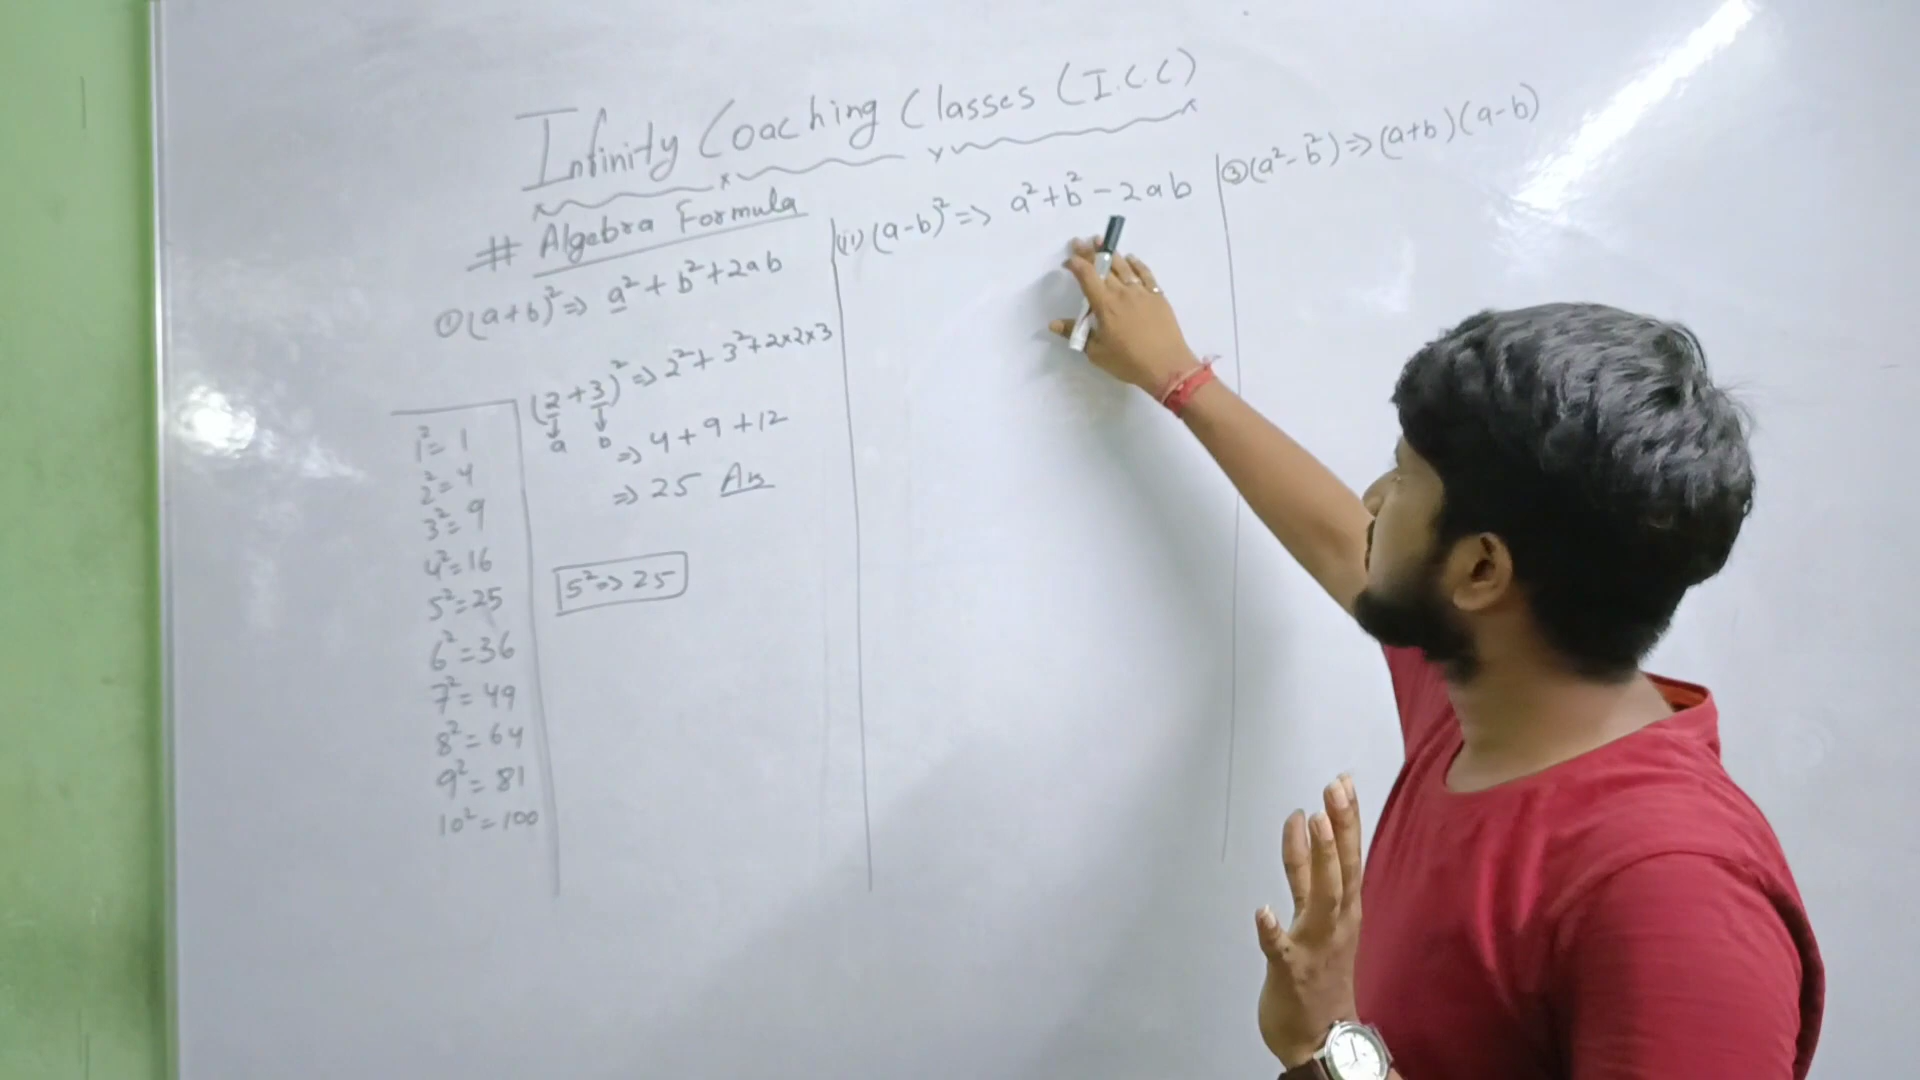 Infinity Coaching Classes (I.C.C)
# Algebra Formula
① (a+b)² => a² + b² + 2ab
(2 + 3)² => 2² + 3² + 2×2×3
a b
=> 4 + 9 + 12
=> 25 Ans
5² => 25
1² = 1
2² = 4
3² = 9
4² = 16
5² = 25
6² = 36
7² = 49
8² = 64
9² = 81
10² = 100
(ii) (a-b)² => a² + b² - 2ab
③ (a² - b²) => (a+b) (a-b)